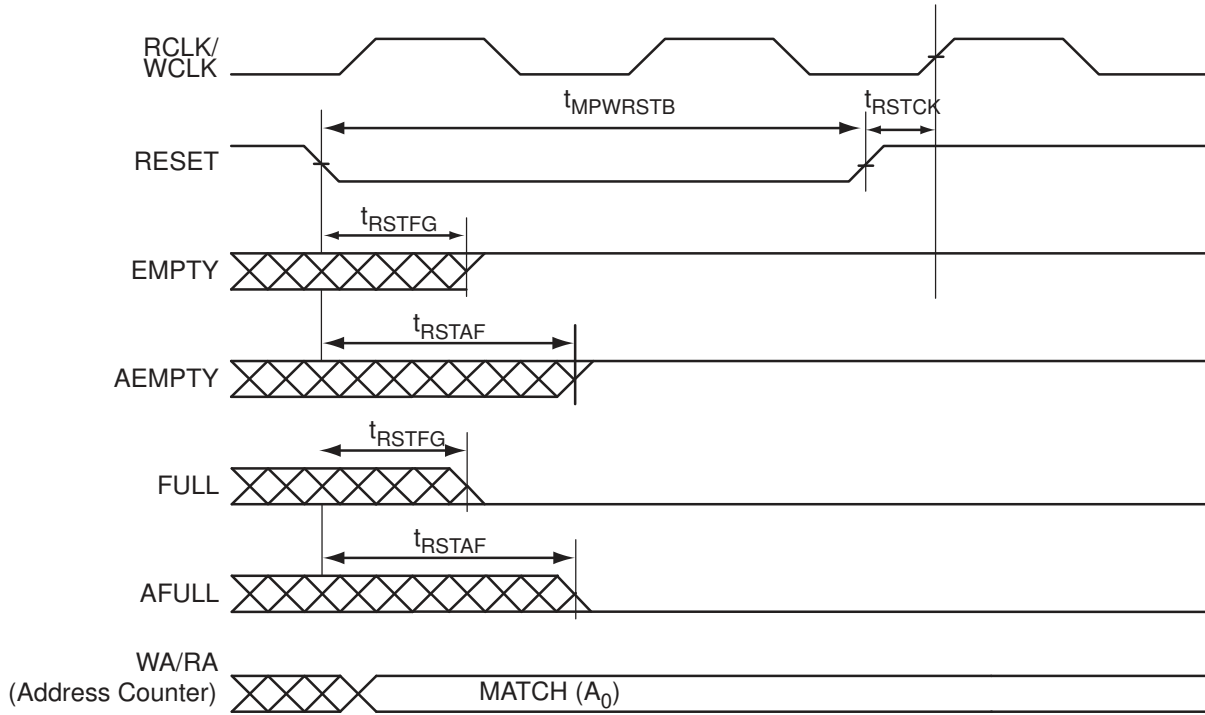 RCLK/
WCLK
tMPWRSTB
tRSTCK
RESET
tRSTFG
EMPTY
tRSTAF
AEMPTY
tRSTFG
FULL
tRSTAF
AFULL
WA/RA
(Address Counter)
MATCH (A0)